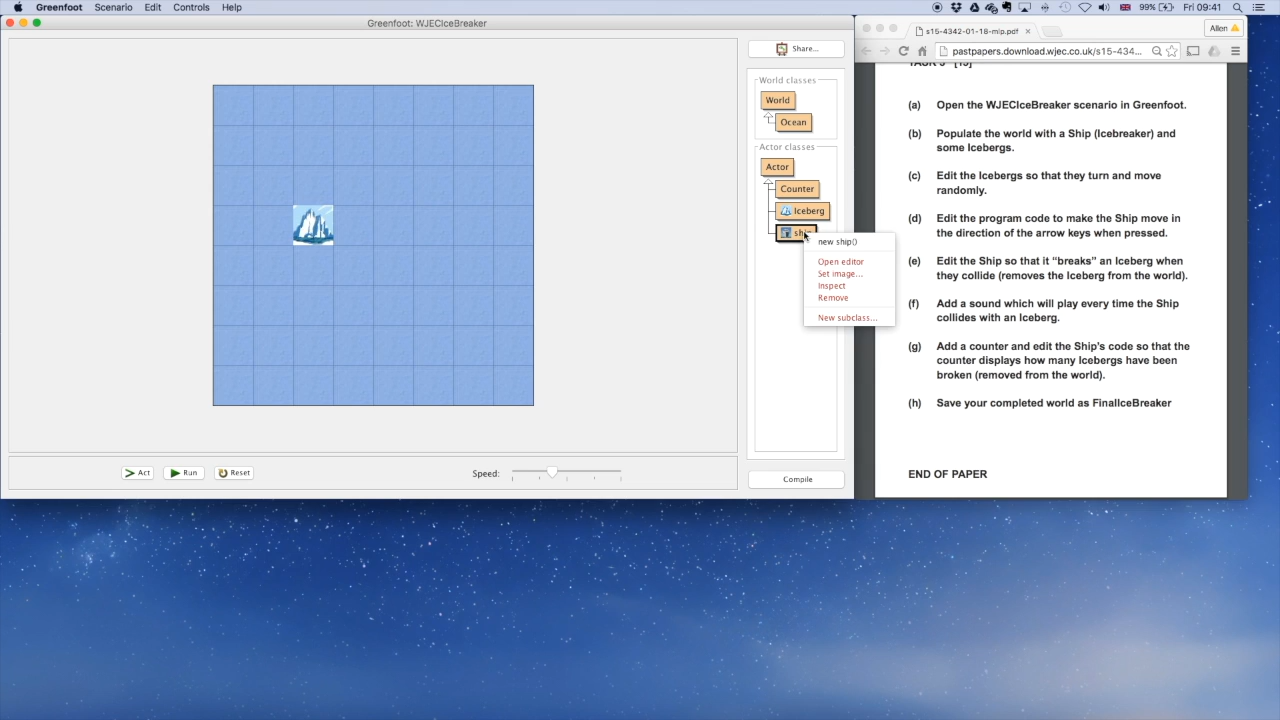 Greenfoot Scenario Edit Controls Help
Fri 09:41
Greenfoot: WJECIceBreaker
Share...
World classes
World
Ocean
Actor classes
Actor
Counter
Iceberg
ship
new ship()
Open editor
Set image...
Inspect
Remove
New subclass...
Act
Run
Reset
Speed:
Compile
s15-4342-01-18-mlp.pdf
Allen
pastpapers.download.wjec.co.uk/s15-434...
99%
(a) Open the WJECIceBreaker scenario in Greenfoot.
(b) Populate the world with a Ship (Icebreaker) and
some Icebergs.
(c) Edit the Icebergs so that they turn and move
randomly.
(d) Edit the program code to make the Ship move in
the direction of the arrow keys when pressed.
(e) Edit the Ship so that it “breaks” an Iceberg when
they collide (removes the Iceberg from the world).
(f) Add a sound which will play every time the Ship
collides with an Iceberg.
(g) Add a counter and edit the Ship’s code so that the
counter displays how many Icebergs have been
broken (removed from the world).
(h) Save your completed world as FinalIceBreaker
END OF PAPER